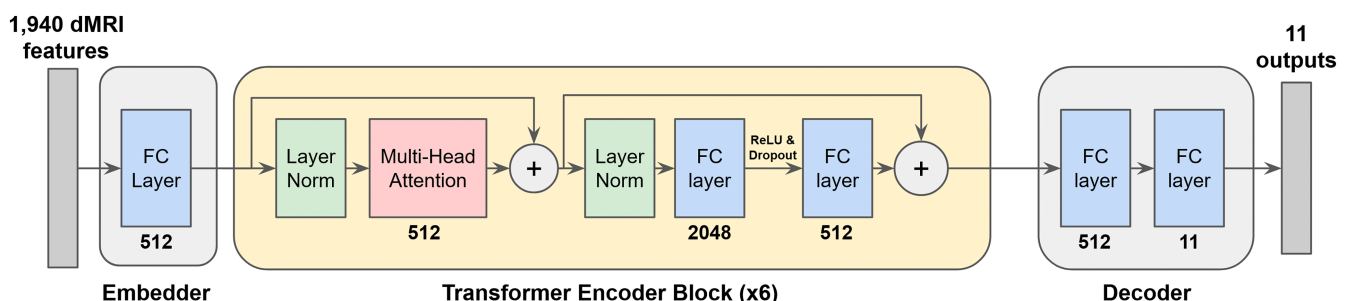 1,940 dMRI
features
FC
Layer
512
Embedder
Layer
Norm
Multi-Head
Attention
512
+
Layer
Norm
FC
layer
2048
ReLU &
Dropout
FC
layer
512
+
Transformer Encoder Block (x6)
FC
layer
512
FC
layer
11
Decoder
11
outputs